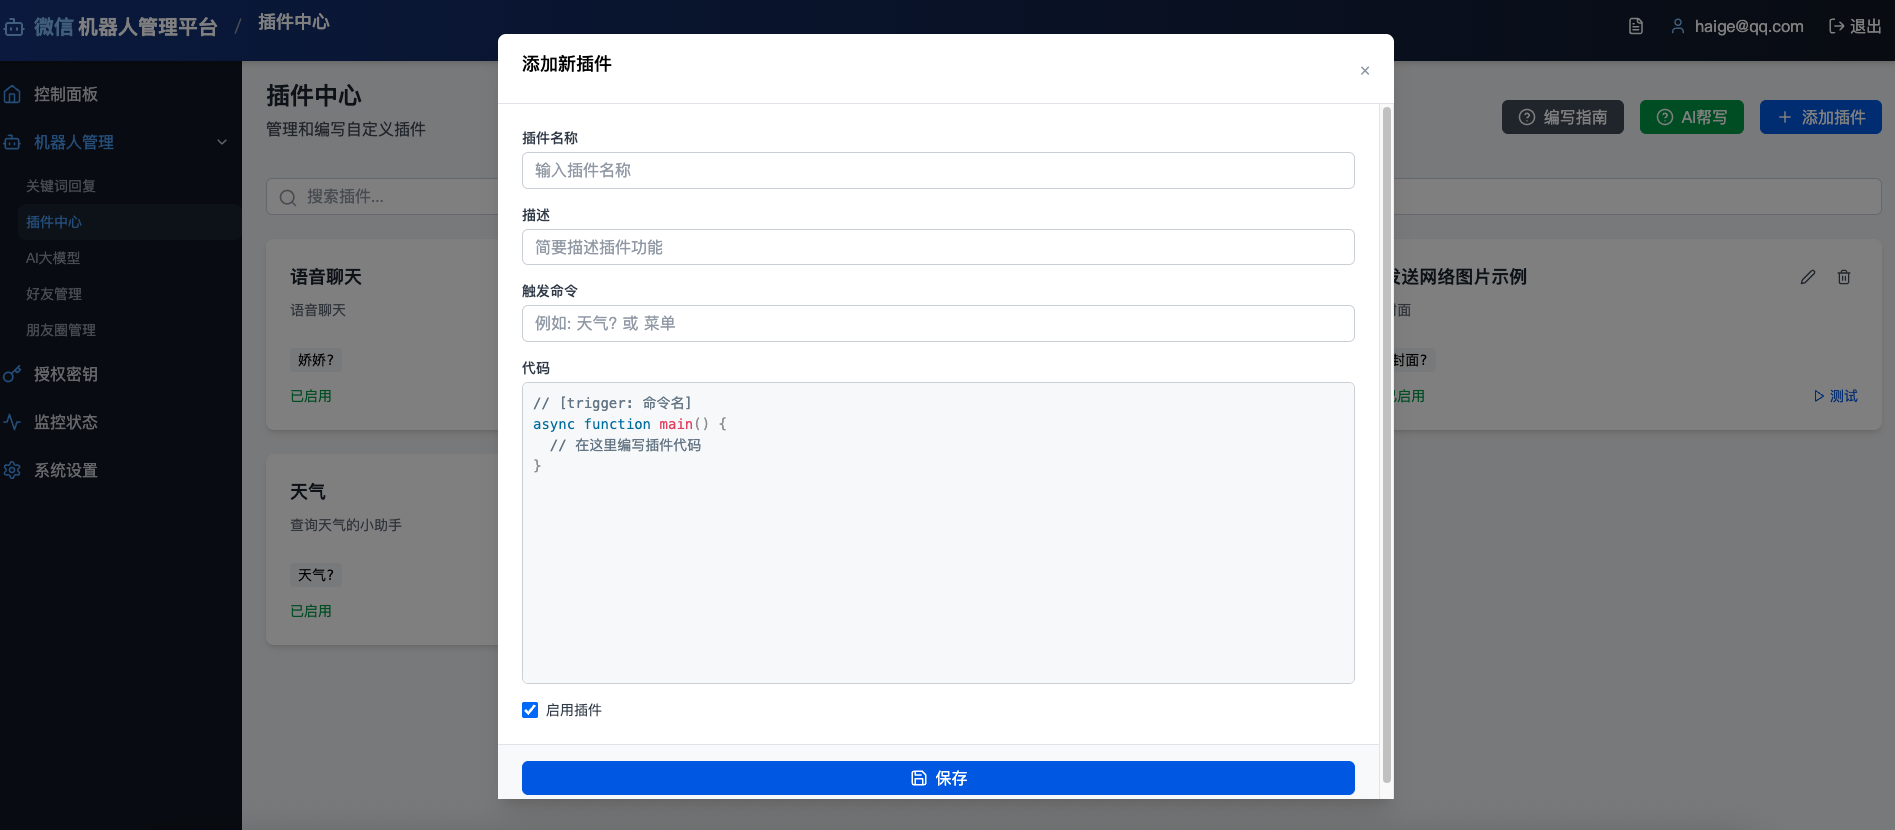 微信 机器人管理平台 / 插件中心
haige@qq.com
退出
控制面板
机器人管理
关键词回复
插件中心
AI大模型
好友管理
朋友圈管理
授权密钥
监控状态
系统设置
插件中心
管理和编写自定义插件
编写指南
AI帮写
添加插件
搜索插件...
语音聊天
语音聊天
娇娇?
已启用
天气
查询天气的小助手
天气?
已启用
添加新插件
×
插件名称
输入插件名称
描述
简要描述插件功能
触发命令
例如: 天气? 或 菜单
代码
// [trigger: 命令名]
async function main() {
  // 在这里编写插件代码
}
启用插件
保存
送网络图片示例
面
封面?
启用
测试